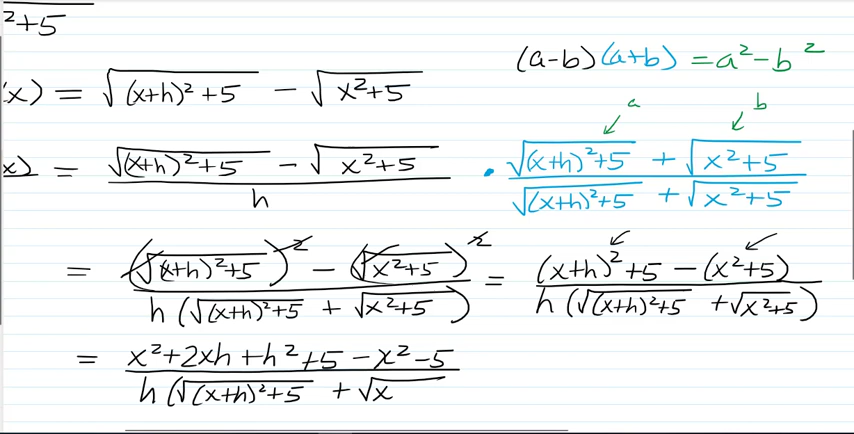 ²+5
(a-b)(a+b) = a²-b²
x) = √((x+h)²+5) - √(x²+5)
a b
x) = (√((x+h)²+5) - √(x²+5))/h · (√((x+h)²+5) + √(x²+5))/(√((x+h)²+5) + √(x²+5))
= ((√((x+h)²+5))² - (√(x²+5))²)/(h(√((x+h)²+5) + √(x²+5))) = ((x+h)²+5-(x²+5))/(h(√((x+h)²+5) + √(x²+5)))
= (x²+2xh+h²+5-x²-5)/(h(√((x+h)²+5) + √x